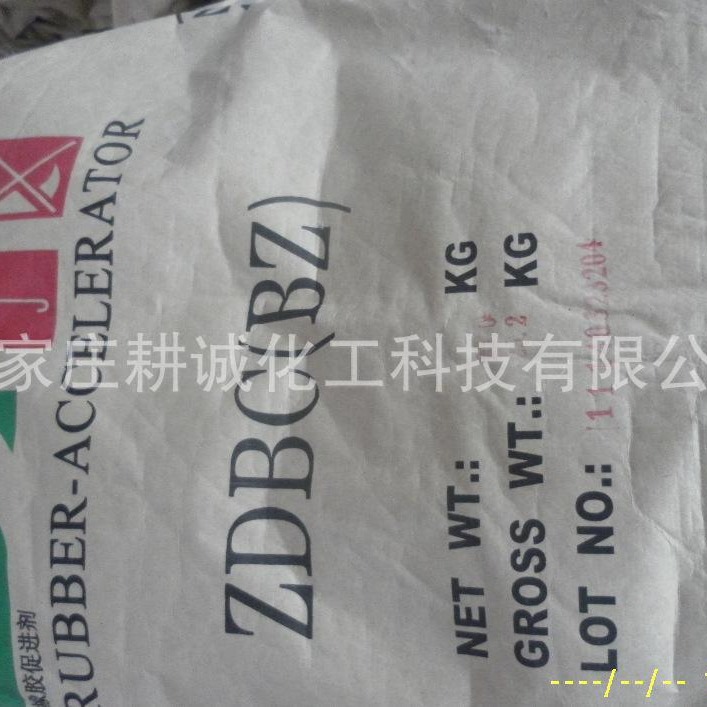 橡胶促进剂
RUBBER-ACCELERATOR
ZDBC(BZ)
NET WT.: KG
GROSS WT.: KG
LOT NO.:
家庄耕诚化工科技有限公
----/--/--